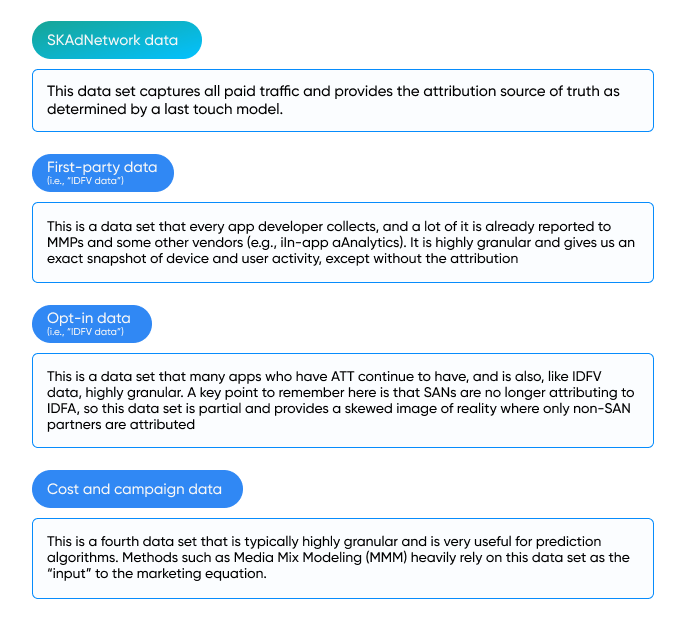 SKAdNetwork data
This data set captures all paid traffic and provides the attribution source of truth as
determined by a last touch model.
First-party data
(i.e., “IDFV data”)
This is a data set that every app developer collects, and a lot of it is already reported to
MMPs and some other vendors (e.g., iIn-app aAnalytics). It is highly granular and gives us an
exact snapshot of device and user activity, except without the attribution
Opt-in data
(i.e., “IDFV data”)
This is a data set that many apps who have ATT continue to have, and is also, like IDFV
data, highly granular. A key point to remember here is that SANs are no longer attributing to
IDFA, so this data set is partial and provides a skewed image of reality where only non-SAN
partners are attributed
Cost and campaign data
This is a fourth data set that is typically highly granular and is very useful for prediction
algorithms. Methods such as Media Mix Modeling (MMM) heavily rely on this data set as the
“input” to the marketing equation.